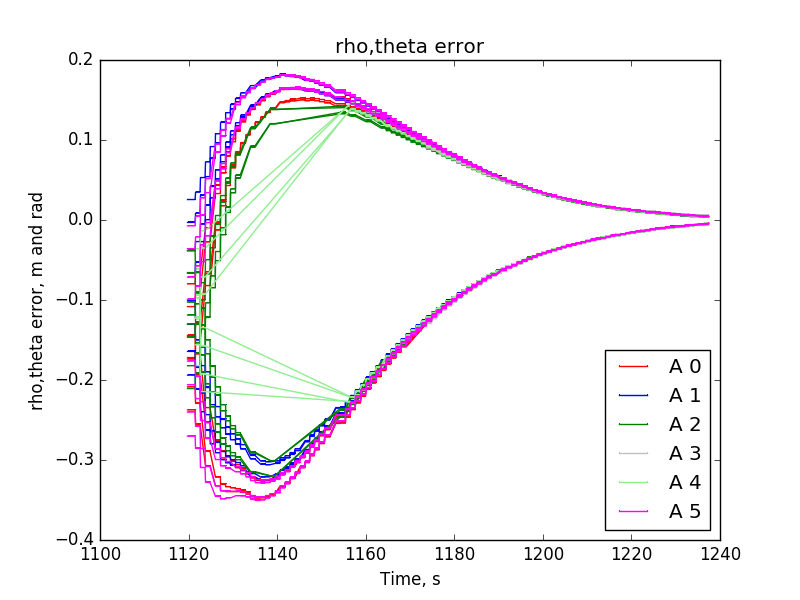 rho,theta error
0.2
0.1
0.0
−0.1
−0.2
−0.3
−0.4
rho,theta error, m and rad
A 0
A 1
A 2
A 3
A 4
A 5
1100 1120 1140 1160 1180 1200 1220 1240
Time, s